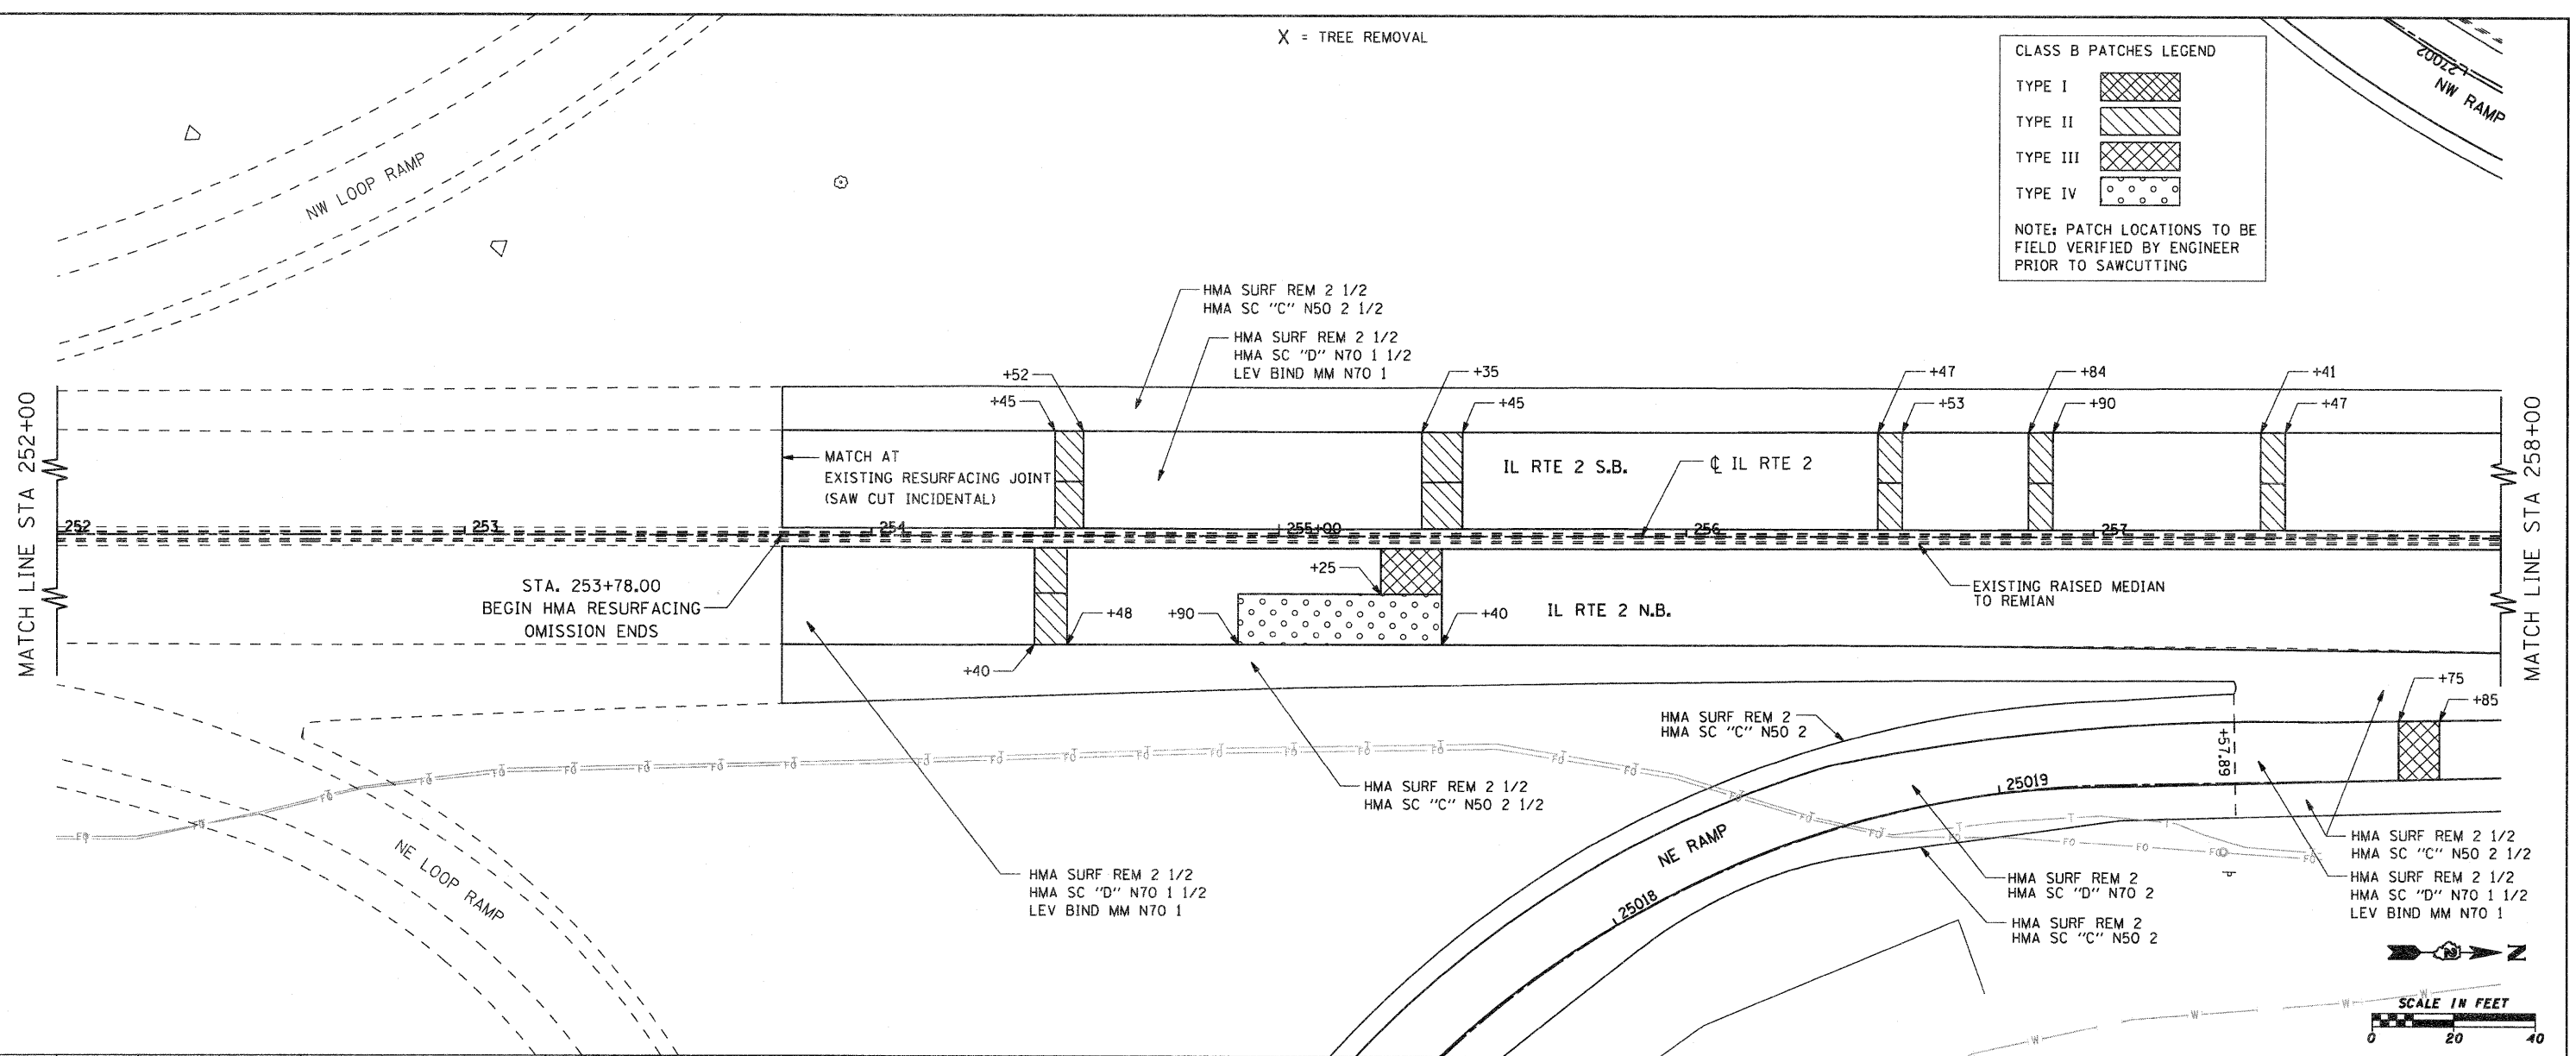 X = TREE REMOVAL
CLASS B PATCHES LEGEND
TYPE I
TYPE II
TYPE III
TYPE IV
NOTE: PATCH LOCATIONS TO BE
FIELD VERIFIED BY ENGINEER
PRIOR TO SAWCUTTING
L27002
NW RAMP
NW LOOP RAMP
HMA SURF REM 2 1/2
HMA SC "C" N50 2 1/2
HMA SURF REM 2 1/2
HMA SC "D" N70 1 1/2
LEV BIND MM N70 1
+52
+45
+35
+45
+47
+53
+84
+90
+41
+47
MATCH LINE STA 252+00
MATCH LINE STA 258+00
MATCH AT
EXISTING RESURFACING JOINT
(SAW CUT INCIDENTAL)
IL RTE 2 S.B.
℄ IL RTE 2
252
253
254
255+00
256
257
STA. 253+78.00
BEGIN HMA RESURFACING
OMISSION ENDS
+25
+48
+90
+40
+40
IL RTE 2 N.B.
EXISTING RAISED MEDIAN
TO REMIAN
+75
+85
HMA SURF REM 2
HMA SC "C" N50 2
+57.89
25019
25018
NE RAMP
NE LOOP RAMP
HMA SURF REM 2 1/2
HMA SC "C" N50 2 1/2
HMA SURF REM 2 1/2
HMA SC "D" N70 1 1/2
LEV BIND MM N70 1
HMA SURF REM 2 1/2
HMA SC "C" N50 2 1/2
HMA SURF REM 2 1/2
HMA SC "D" N70 1 1/2
LEV BIND MM N70 1
HMA SURF REM 2
HMA SC "D" N70 2
HMA SURF REM 2
HMA SC "C" N50 2
N
SCALE IN FEET
0 20 40